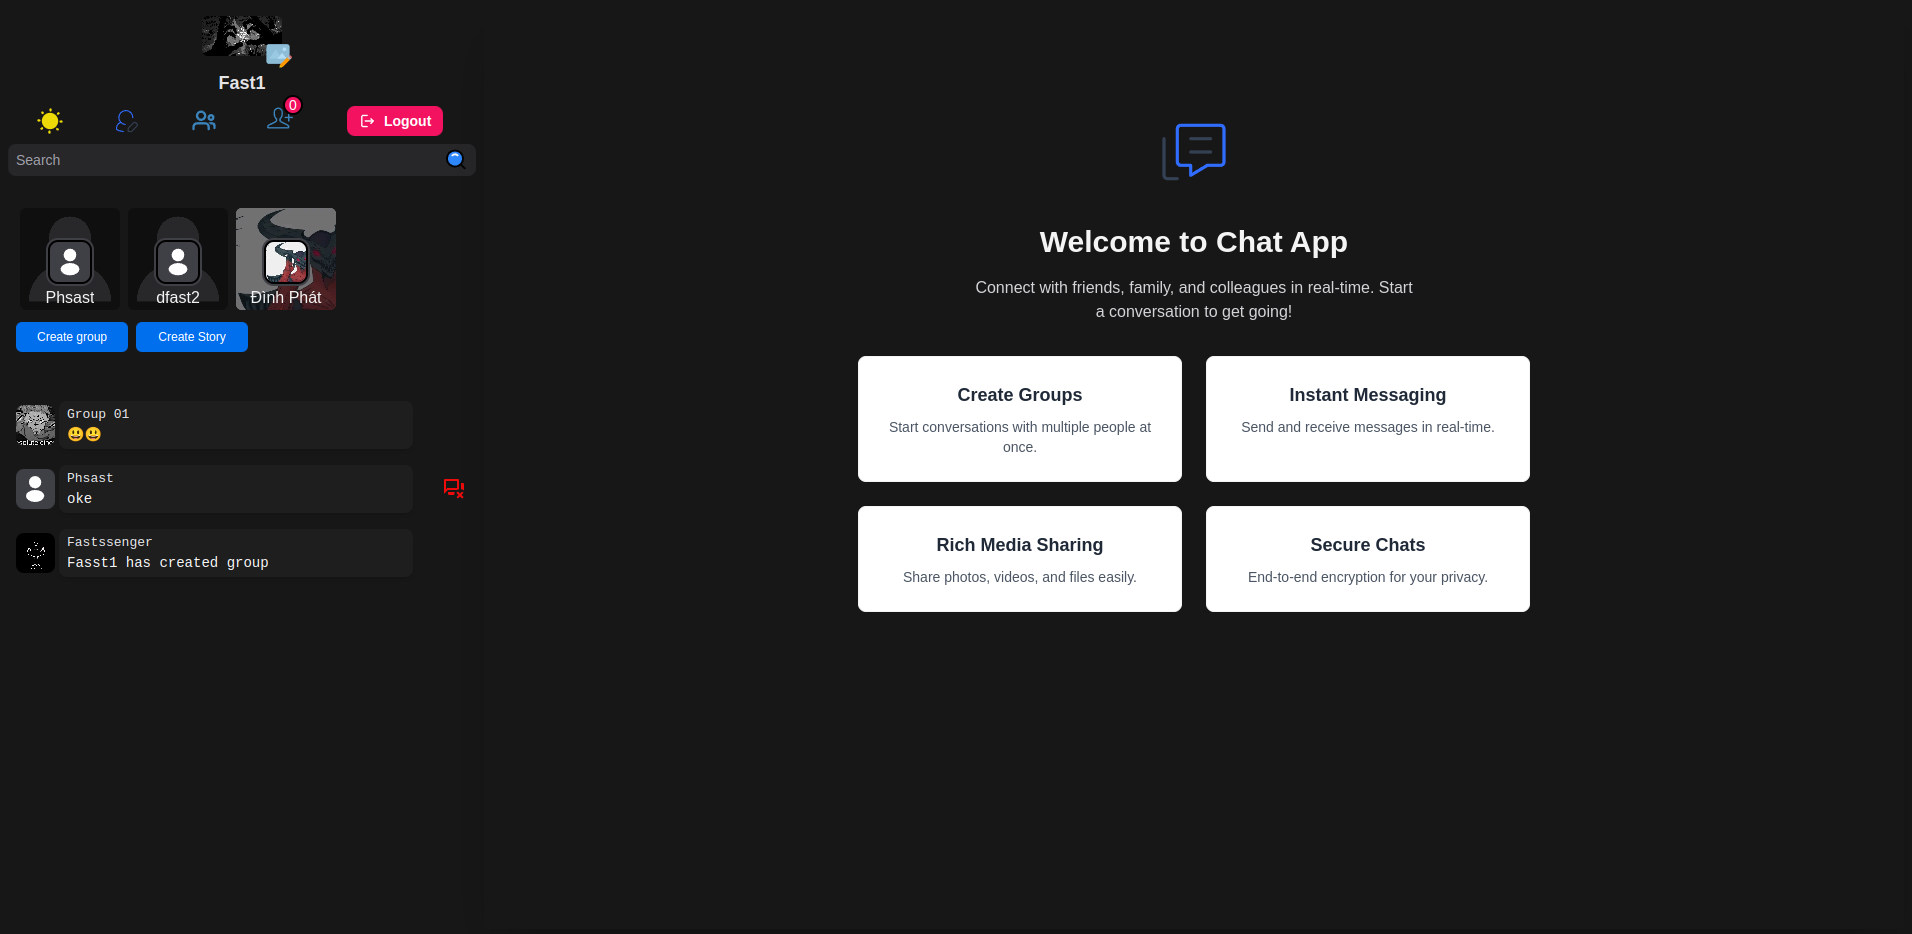 Fast1
0
Logout
Search
Phsast
dfast2
Đình Phát
Create group
Create Story
Group 01
😃😃
Phsast
oke
Fastssenger
Fasst1 has created group
Welcome to Chat App
Connect with friends, family, and colleagues in real-time. Start
a conversation to get going!
Create Groups
Start conversations with multiple people at
once.
Instant Messaging
Send and receive messages in real-time.
Rich Media Sharing
Share photos, videos, and files easily.
Secure Chats
End-to-end encryption for your privacy.